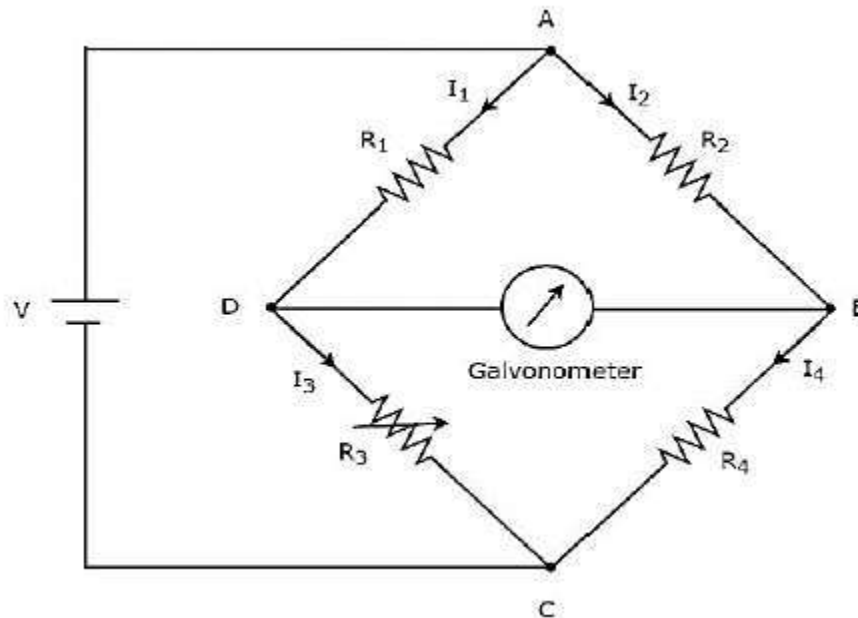 A
I₁
I₂
R₁
R₂
V
D
B
Galvonometer
I₃
I₄
R₃
R₄
C